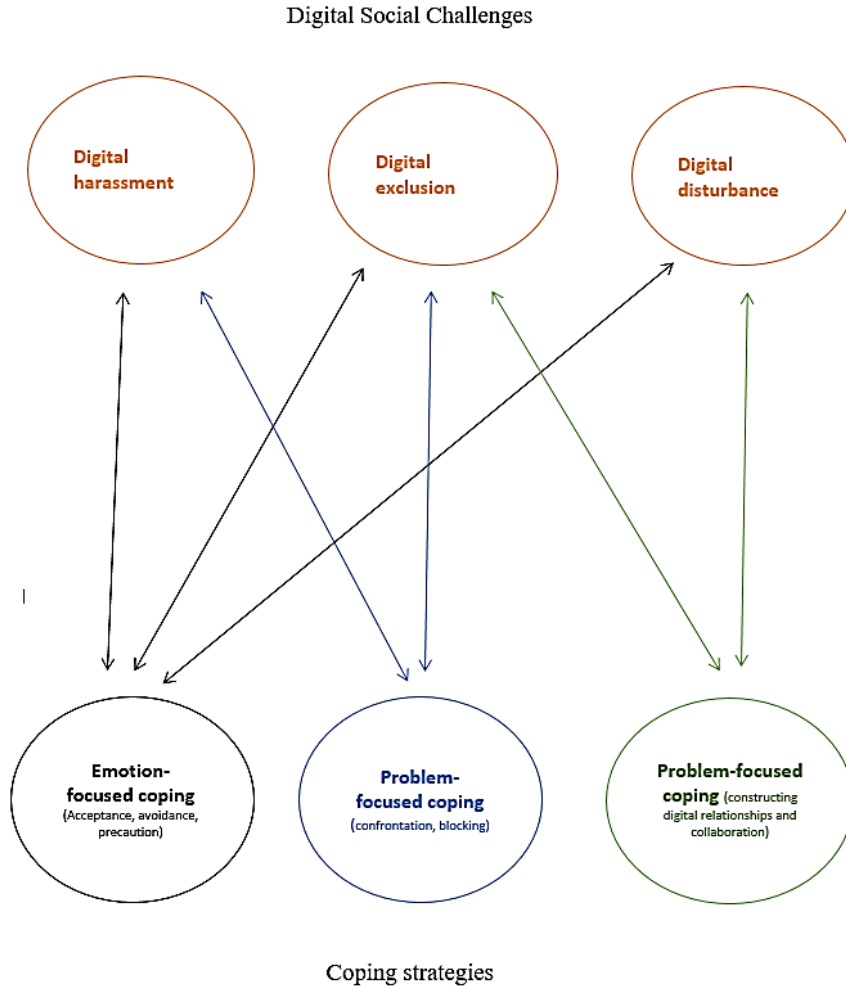 Digital Social Challenges
Digital
harassment
Digital
exclusion
Digital
disturbance
Emotion-
focused coping
(Acceptance, avoidance,
precaution)
Problem-
focused coping
(confrontation, blocking)
Problem-focused
coping (constructing
digital relationships and
collaboration)
Coping strategies